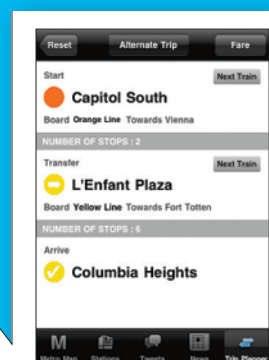 Reset Alternate Trip Fare
Start Next Train
Capitol South
Board Orange Line Towards Vienna
NUMBER OF STOPS : 2
Transfer Next Train
L'Enfant Plaza
Board Yellow Line Towards Fort Totten
NUMBER OF STOPS : 6
Arrive
Columbia Heights
M
Metro Map Stations Tweets News Trip Planner